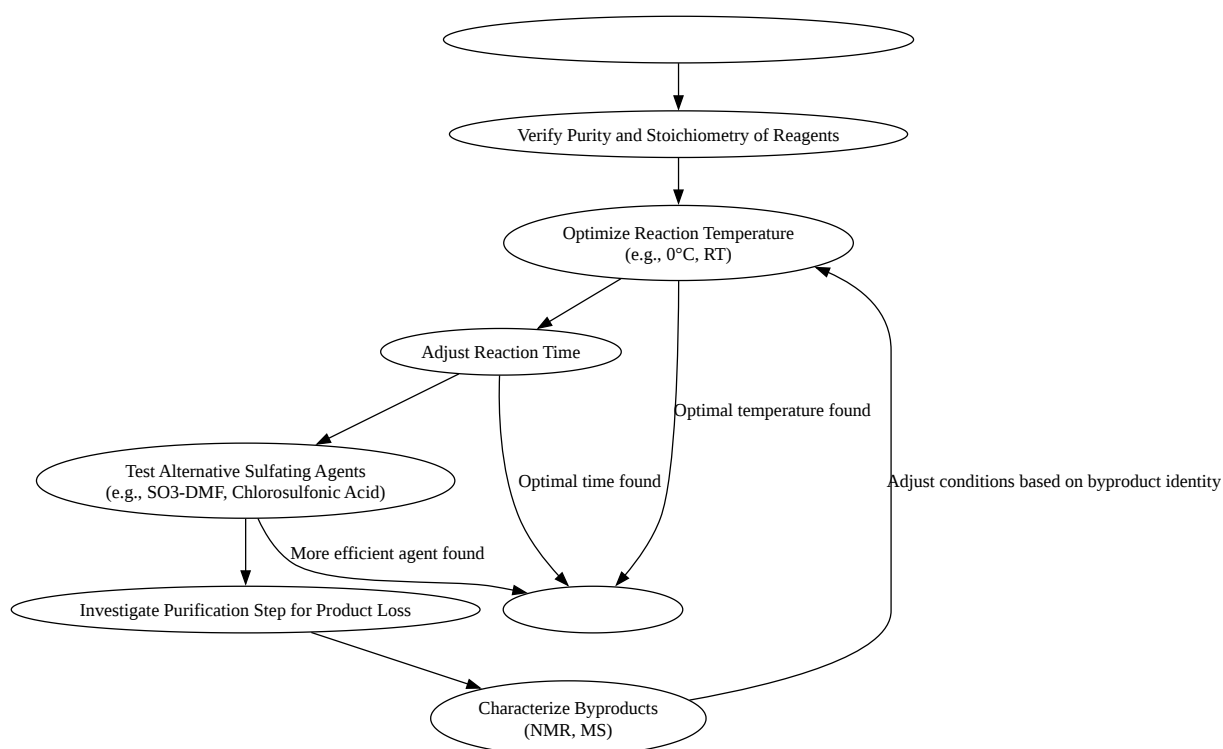 Verify Purity and Stoichiometry of Reagents
Optimize Reaction Temperature
(e.g., 0°C, RT)
Adjust Reaction Time
Optimal temperature found
Test Alternative Sulfating Agents
(e.g., SO3-DMF, Chlorosulfonic Acid)
Optimal time found
Adjust conditions based on byproduct identity
More efficient agent found
Investigate Purification Step for Product Loss
Characterize Byproducts
(NMR, MS)